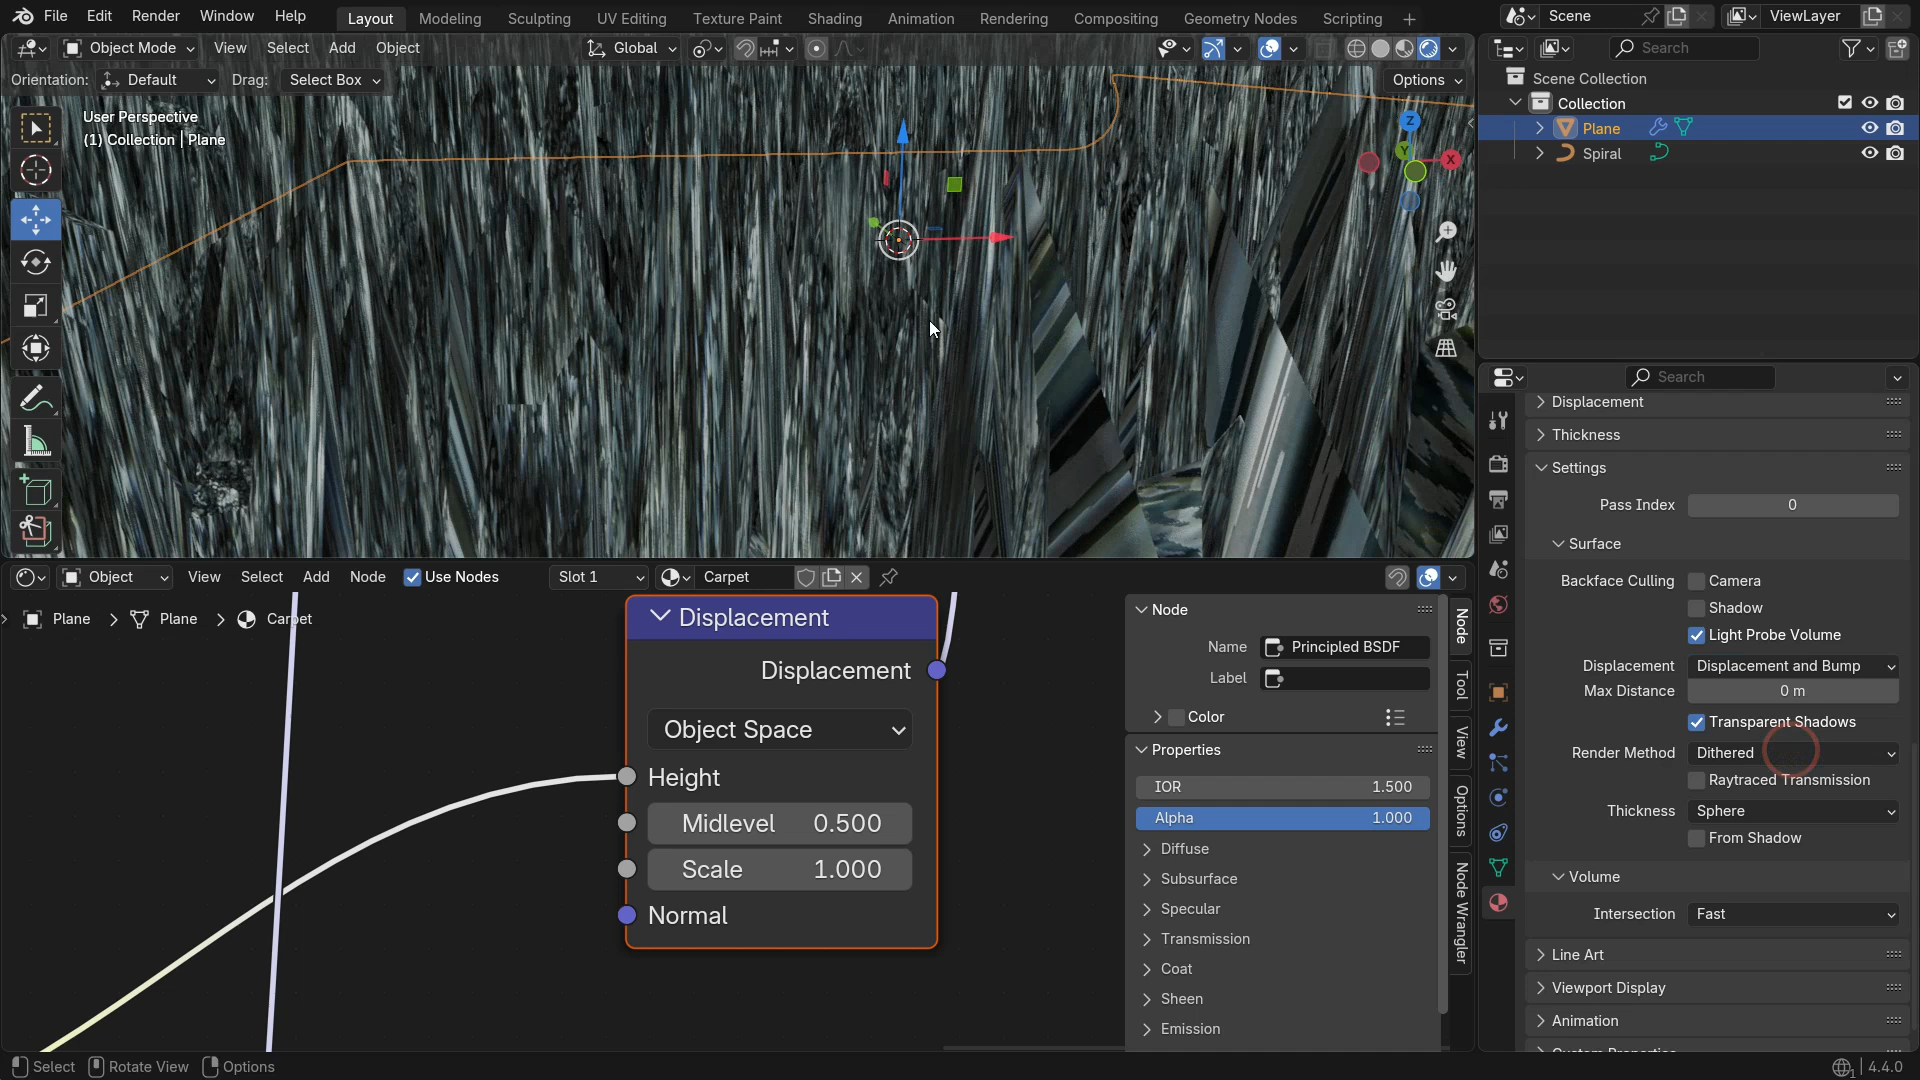 File Edit Render Window Help Layout Modeling Sculpting UV Editing Texture Paint Shading Animation Rendering Compositing Geometry Nodes Scripting Scene ViewLayer
Object Mode View Select Add Object Global Search
Orientation: Default Drag: Select Box Options
User Perspective
(1) Collection | Plane
Z
Y
X
Scene Collection
Collection
Plane
Spiral
Search
Displacement
Thickness
Settings
Pass Index 0
Surface
Backface Culling Camera
Shadow
Light Probe Volume
Displacement Displacement and Bump
Max Distance 0 m
Transparent Shadows
Render Method Dithered
Raytraced Transmission
Thickness Sphere
From Shadow
Volume
Intersection Fast
Line Art
Viewport Display
Animation
Object View Select Add Node Use Nodes Slot 1 Carpet
Plane Plane Carpet
Displacement
Displacement
Object Space
Height
Midlevel 0.500
Scale 1.000
Normal
Node
Name Principled BSDF
Label
Color
Properties
IOR 1.500
Alpha 1.000
Diffuse
Subsurface
Specular
Transmission
Coat
Sheen
Emission
Node
Tool
View
Options
Node Wrangler
Select Rotate View Options 4.4.0